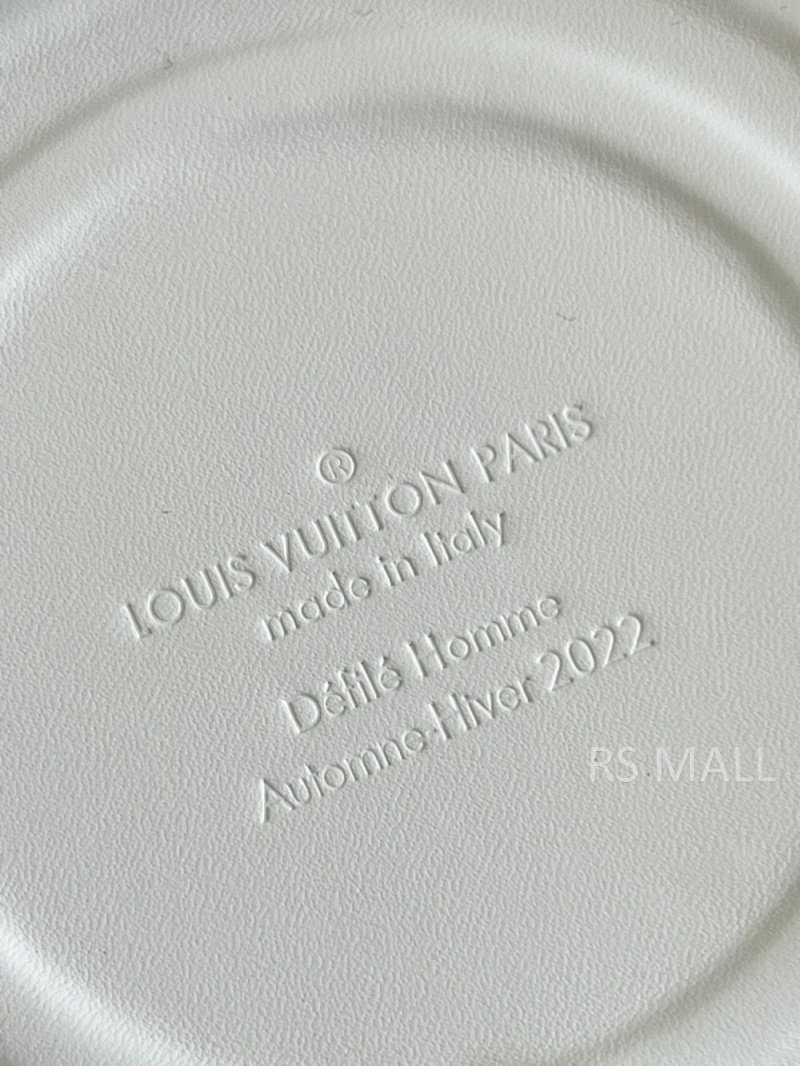 ®
LOUIS VUITTON PARIS
made in Italy
Défilé Homme
Automne-Hiver 2022
RS MALL